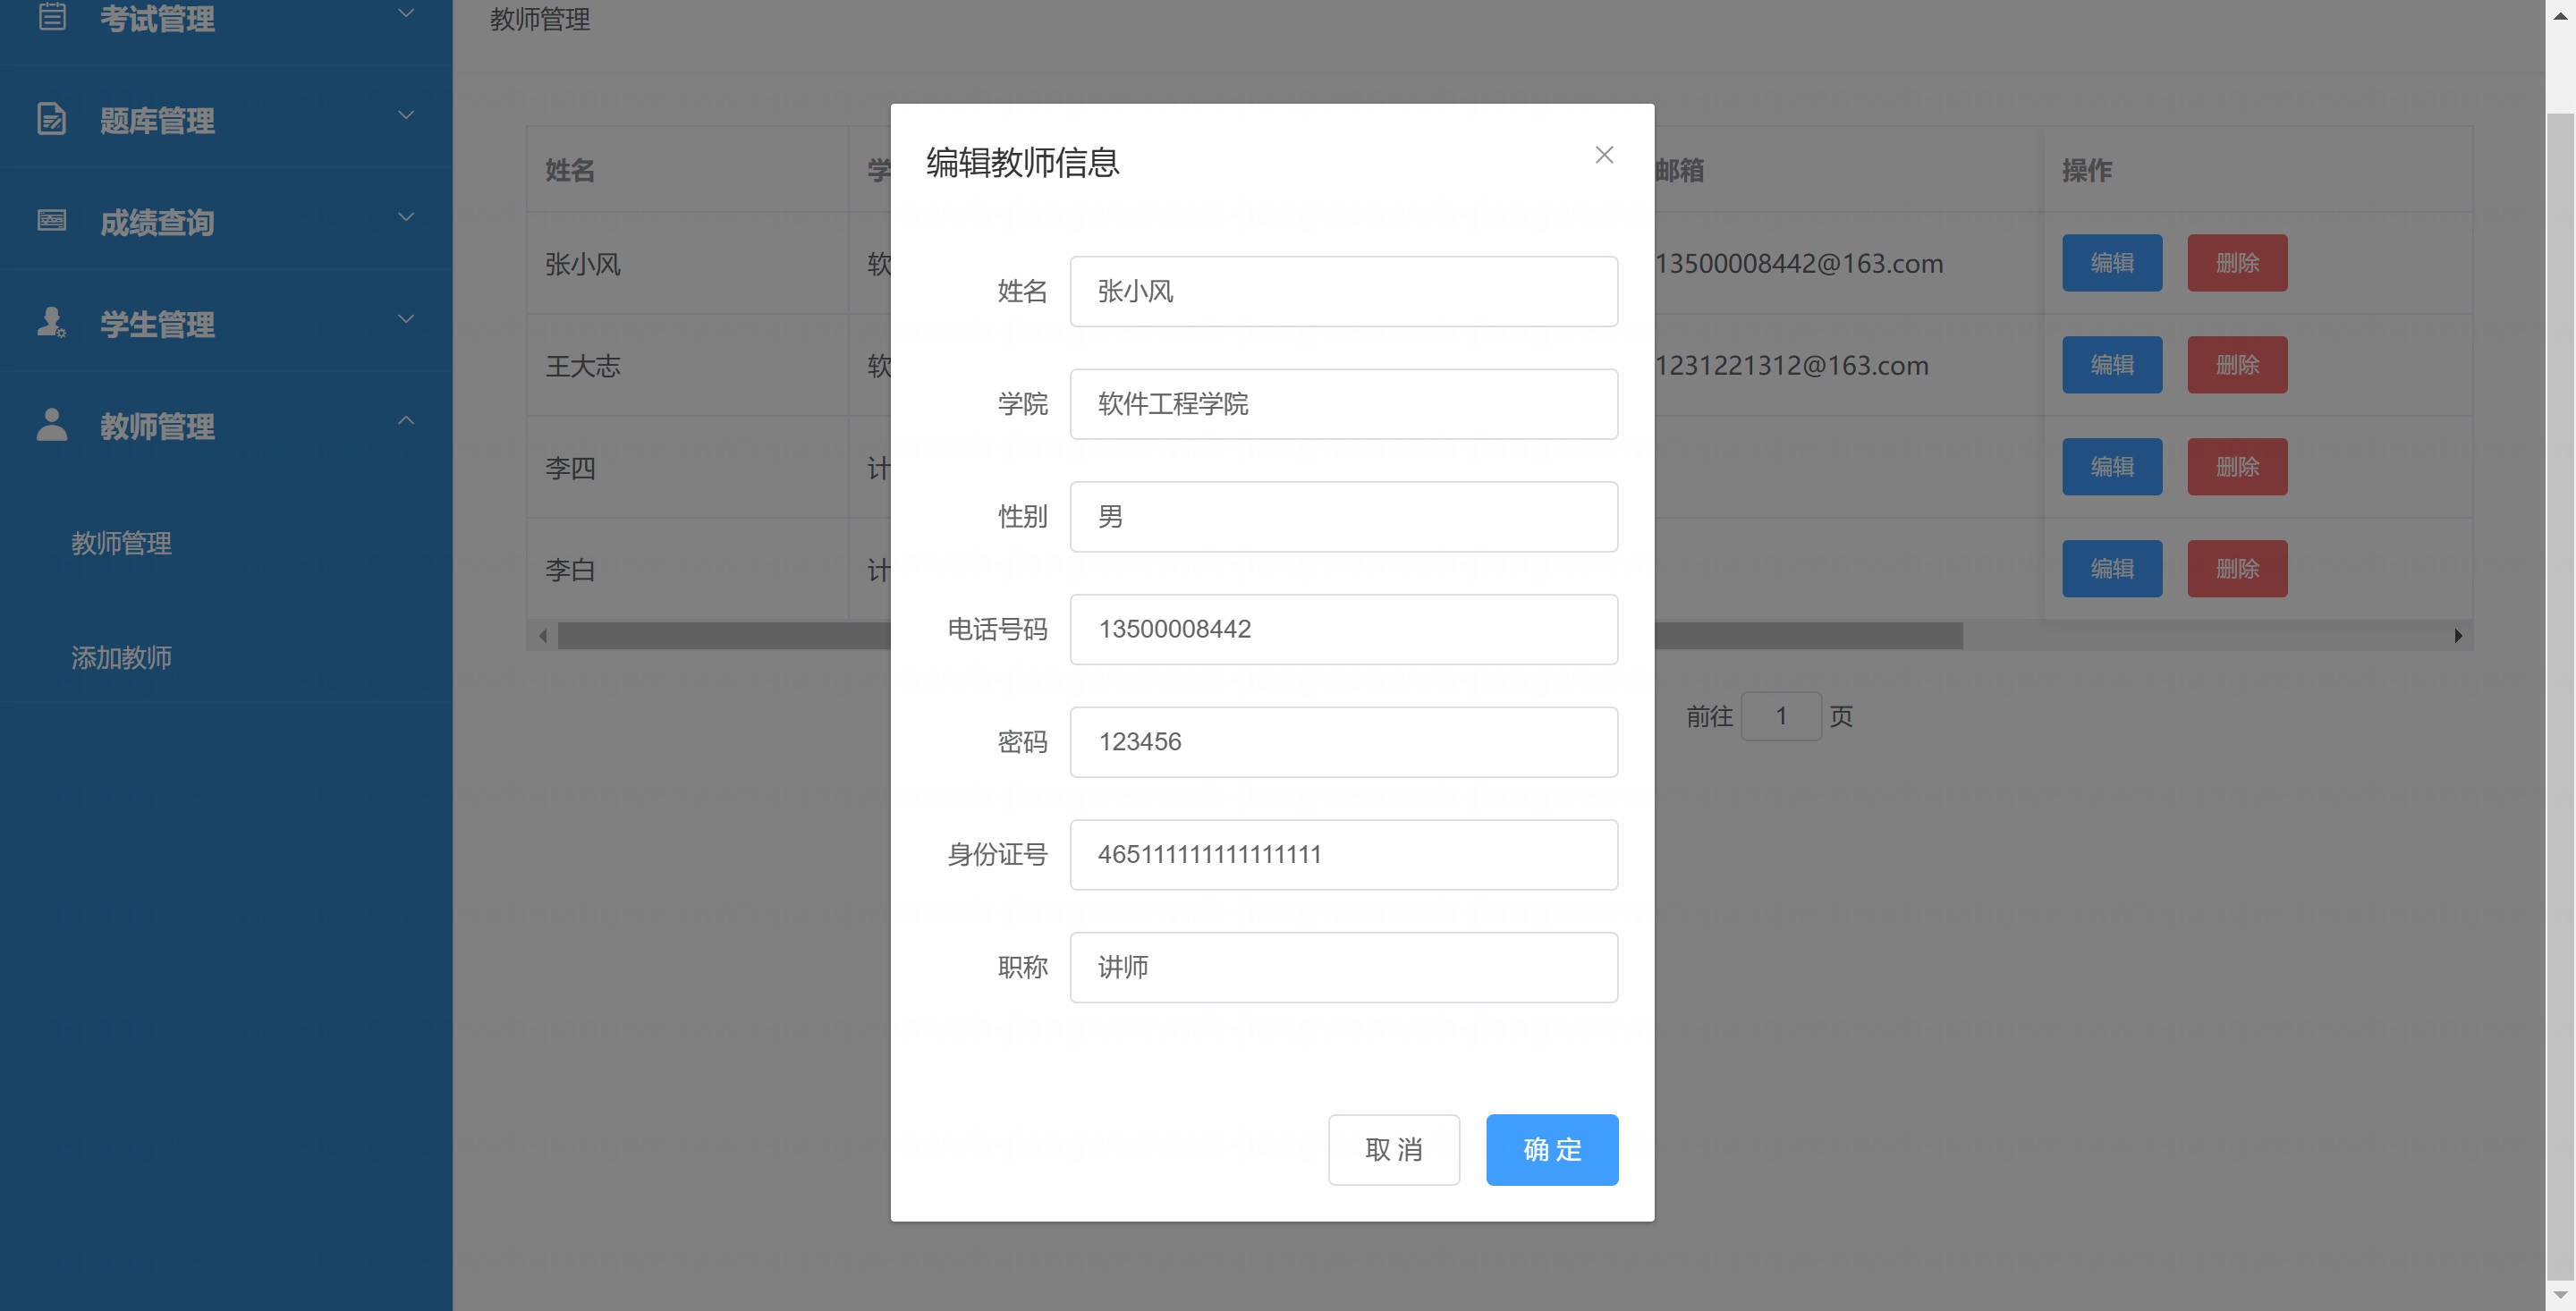 考试管理
题库管理
成绩查询
学生管理
教师管理
教师管理
添加教师
教师管理
姓名 学 邮箱 操作
张小风 软 13500008442@163.com 编辑 删除
王大志 软 1231221312@163.com 编辑 删除
李四 计 编辑 删除
李白 计 编辑 删除
前往 1 页
编辑教师信息
姓名 张小风
学院 软件工程学院
性别 男
电话号码 13500008442
密码 123456
身份证号 465111111111111111
职称 讲师
取 消 确 定